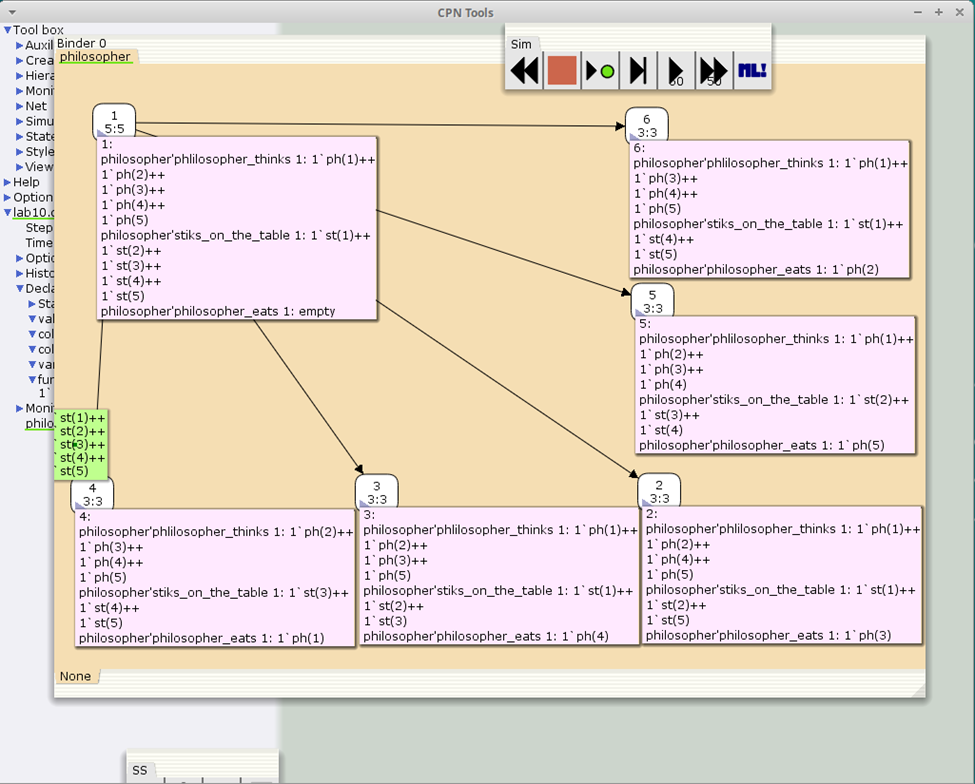 CPN Tools
Tool box
Auxil
Crea
Hiera
Moni
Net
Simu
State
Style
View
Help
Option
lab10.c
Step
Time
Optio
Histo
Decla
Sta
val
col
col
var
fun
1`
Moni
philo
Binder 0
philosopher
Sim
50
50
ML!
1
5:5
1:
philosopher'phlilosopher_thinks 1: 1`ph(1)++
1`ph(2)++
1`ph(3)++
1`ph(4)++
1`ph(5)
philosopher'stiks_on_the_table 1: 1`st(1)++
1`st(2)++
1`st(3)++
1`st(4)++
1`st(5)
philosopher'philosopher_eats 1: empty
6
3:3
6:
philosopher'phlilosopher_thinks 1: 1`ph(1)++
1`ph(3)++
1`ph(4)++
1`ph(5)
philosopher'stiks_on_the_table 1: 1`st(1)++
1`st(4)++
1`st(5)
philosopher'philosopher_eats 1: 1`ph(2)
5
3:3
5:
philosopher'phlilosopher_thinks 1: 1`ph(1)++
1`ph(2)++
1`ph(3)++
1`ph(4)
philosopher'stiks_on_the_table 1: 1`st(2)++
1`st(3)++
1`st(4)
philosopher'philosopher_eats 1: 1`ph(5)
`st(1)++
`st(2)++
`st(3)++
`st(4)++
`st(5)
4
3:3
4:
philosopher'phlilosopher_thinks 1: 1`ph(2)++
1`ph(3)++
1`ph(4)++
1`ph(5)
philosopher'stiks_on_the_table 1: 1`st(3)++
1`st(4)++
1`st(5)
philosopher'philosopher_eats 1: 1`ph(1)
3
3:3
3:
philosopher'phlilosopher_thinks 1: 1`ph(1)++
1`ph(2)++
1`ph(3)++
1`ph(5)
philosopher'stiks_on_the_table 1: 1`st(1)++
1`st(2)++
1`st(3)
philosopher'philosopher_eats 1: 1`ph(4)
2
3:3
2:
philosopher'phlilosopher_thinks 1: 1`ph(1)++
1`ph(2)++
1`ph(4)++
1`ph(5)
philosopher'stiks_on_the_table 1: 1`st(1)++
1`st(2)++
1`st(5)
philosopher'philosopher_eats 1: 1`ph(3)
None
SS